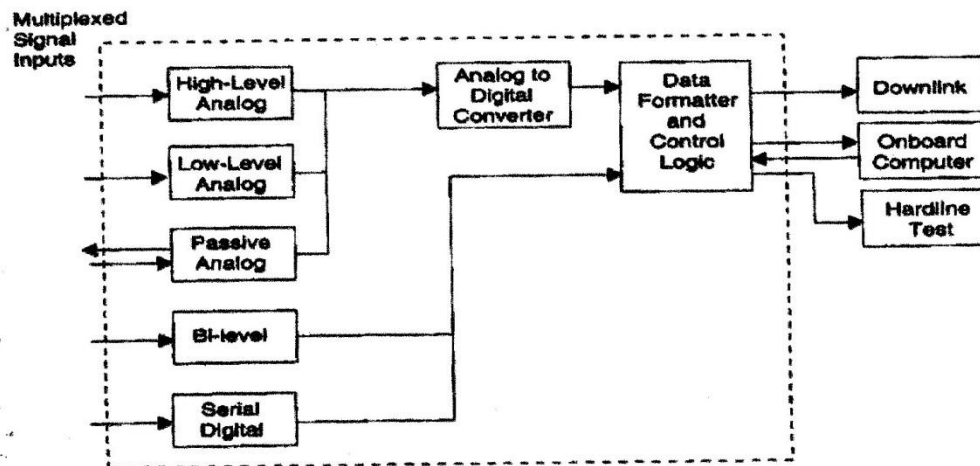 Multiplexed
Signal
Inputs
High-Level
Analog
Low-Level
Analog
Passive
Analog
Bi-level
Serial
Digital
Analog to
Digital
Converter
Data
Formatter
and
Control
Logic
Downlink
Onboard
Computer
Hardline
Test